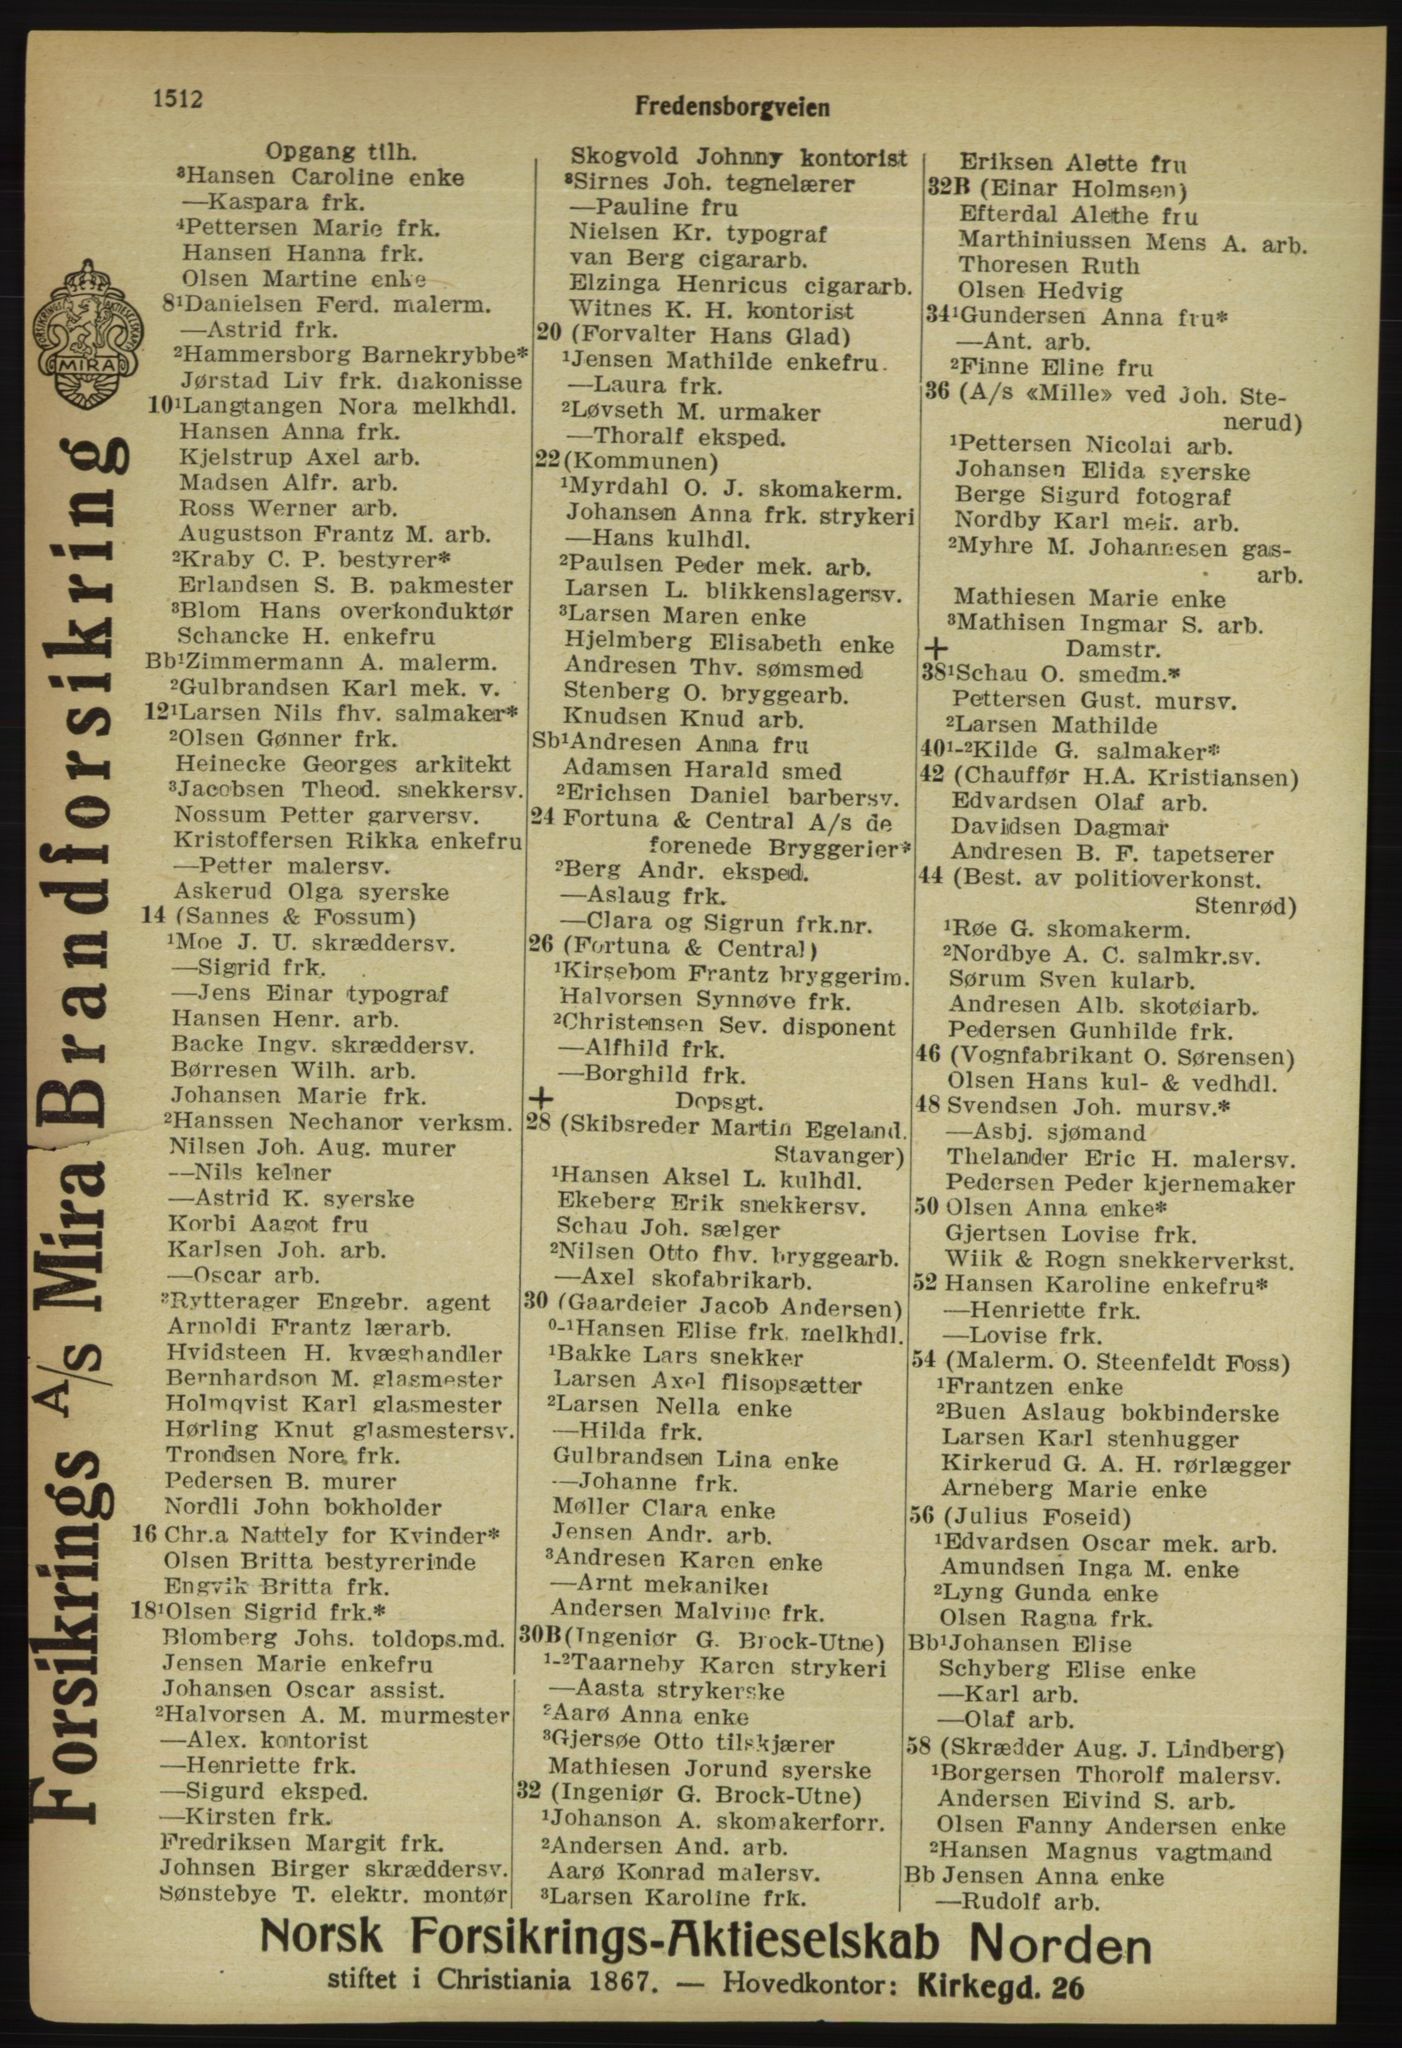 1512
Fredensborgveien
Opgang tilh.
³Hansen Caroline enke
—Kaspara frk.
⁴Pettersen Marie frk.
Hansen Hanna frk.
Olsen Martine enke
8¹Danielsen Ferd. malerm.
—Astrid frk.
²Hammersborg Barnekrybbe*
Jørstad Liv frk. diakonisse
10¹Langtangen Nora melkhdl.
Hansen Anna frk.
Kjelstrup Axel arb.
Madsen Alfr. arb.
Ross Werner arb.
Augustson Frantz M. arb.
²Kraby C. P. bestyrer*
Erlandsen S. B. pakmester
³Blom Hans overkonduktør
Schancke H. enkefru
Bb¹Zimmermann A. malerm.
²Gulbrandsen Karl mek. v.
12¹Larsen Nils fhv. salmaker*
²Olsen Gønner frk.
Heinecke Georges arkitekt
³Jacobsen Theod. snekkersv.
Nossum Petter garversv.
Kristoffersen Rikka enkefru
—Petter malersv.
Askerud Olga syerske
14 (Sannes & Fossum)
¹Moe J. U. skræddersv.
—Sigrid frk.
—Jens Einar typograf
Hansen Henr. arb.
Backe Ingv. skræddersv.
Børresen Wilh. arb.
Johansen Marie frk.
²Hanssen Nechanor verksm.
Nilsen Joh. Aug. murer
—Nils kelner
—Astrid K. syerske
Korbi Aagot fru
Karlsen Joh. arb.
—Oscar arb.
³Rytterager Engebr. agent
Arnoldi Frantz lærarb.
Hvidsteen H. kvæghandler
Bernhardson M. glasmester
Holmqvist Karl glasmester
Hørling Knut glasmestersv.
Trondsen Nore frk.
Pedersen B. murer
Nordli John bokholder
16 Chr.a Nattely for Kvinder*
Olsen Britta bestyrerinde
Engvik Britta frk.
18¹Olsen Sigrid frk.*
Blomberg Johs. toldops.md.
Jensen Marie enkefru
Johansen Oscar assist.
²Halvorsen A. M. murmester
—Alex. kontorist
—Henriette frk.
—Sigurd eksped.
—Kirsten frk.
Fredriksen Margit frk.
Johnsen Birger skræddersv.
Sønstebye T. elektr. montør
Skogvold Johnny kontorist
³Sirnes Joh. tegnelærer
—Pauline fru
Nielsen Kr. typograf
van Berg cigararb.
Elzinga Henricus cigararb.
Witnes K. H. kontorist
20 (Forvalter Hans Glad)
¹Jensen Mathilde enkefru.
—Laura frk.
²Løvseth M. urmaker
—Thoralf eksped.
22 (Kommunen)
¹Myrdahl O. J. skomakerm.
Johansen Anna frk. strykeri
—Hans kulhdl.
²Paulsen Peder mek. arb.
Larsen L. blikkenslagersv.
³Larsen Maren enke
Hjelmberg Elisabeth enke
Andresen Thv. sømsmed
Stenberg O. bryggearb.
Knudsen Knud arb.
Sb¹Andresen Anna fru
Adamsen Harald smed
²Erichsen Daniel barbersv.
24 Fortuna & Central A/s de
forenede Bryggerier*
²Berg Andr. eksped.
—Aslaug frk.
—Clara og Sigrun frk.nr.
26 (Fortuna & Central)
¹Kirsebom Frantz bryggerim.
Halvorsen Synnøve frk.
²Christensen Sev. disponent
—Alfhild frk.
—Borghild frk.
+ Dopsgt.
28 (Skibsreder Martin Egeland.
Stavanger)
¹Hansen Aksel L. kulhdl.
Ekeberg Erik snekkersv.
Schau Joh. sælger
²Nilsen Otto fhv. bryggearb.
—Axel skofabrikarb.
30 (Gaardeier Jacob Andersen)
⁰-¹Hansen Elise frk. melkhdl.
¹Bakke Lars snekker
Larsen Axel flisopsætter
²Larsen Nella enke
—Hilda frk.
Gulbrandsen Lina enke
—Johanne frk.
Møller Clara enke
Jensen Andr. arb.
³Andresen Karen enke
—Arnt mekaniker
Andersen Malvine frk.
30B (Ingeniør G. Brock-Utne)
¹-²Taarneby Karen strykeri
—Aasta strykerske
²Aarø Anna enke
³Gjersøe Otto tilskjærer
Mathiesen Jorund syerske
32 (Ingeniør G. Brock-Utne)
¹Johanson A. skomakerforr.
²Andersen And. arb.
Aarø Konrad malersv.
³Larsen Karoline frk.
Eriksen Alette fru
32B (Einar Holmsen)
Efterdal Alethe fru
Marthiniussen Mens A. arb.
Thoresen Ruth
Olsen Hedvig
34¹Gundersen Anna fru*
—Ant. arb.
²Finne Eline fru
36 (A/s «Mille» ved Joh. Ste-
nerud)
¹Pettersen Nicolai arb.
Johansen Elida syerske
Berge Sigurd fotograf
Nordby Karl mek. arb.
²Myhre M. Johannesen gas-
arb.
Mathiesen Marie enke
³Mathisen Ingmar S. arb.
+ Damstr.
38¹Schau O. smedm.*
Pettersen Gust. mursv.
²Larsen Mathilde
40¹-²Kilde G. salmaker*
42 (Chauffør H.A. Kristiansen)
Edvardsen Olaf arb.
Davidsen Dagmar
Andresen B. F. tapetserer
44 (Best. av politioverkonst.
Stenrød)
¹Røe G. skomakerm.
²Nordbye A. C. salmkr.sv.
Sørum Sven kularb.
Andresen Alb. skotøiarb.
Pedersen Gunhilde frk.
46 (Vognfabrikant O. Sørensen)
Olsen Hans kul- & vedhdl.
48 Svendsen Joh. mursv.*
—Asbj. sjømand
Thelander Eric H. malersv.
Pedersen Peder kjernemaker
50 Olsen Anna enke*
Gjertsen Lovise frk.
Wiik & Rogn snekkerverkst.
52 Hansen Karoline enkefru*
—Henriette frk.
—Lovise frk.
54 (Malerm. O. Steenfeldt Foss)
¹Frantzen enke
²Buen Aslaug bokbinderske
Larsen Karl stenhugger
Kirkerud G. A. H. rørlægger
Arneberg Marie enke
56 (Julius Foseid)
¹Edvardsen Oscar mek. arb.
Amundsen Inga M. enke
²Lyng Gunda enke
Olsen Ragna frk.
Bb¹Johansen Elise
Schyberg Elise enke
—Karl arb.
—Olaf arb.
58 (Skrædder Aug. J. Lindberg)
¹Borgersen Thorolf malersv.
Andersen Eivind S. arb.
Olsen Fanny Andersen enke
²Hansen Magnus vagtmand
Bb Jensen Anna enke
—Rudolf arb.
Forsikrings A/s Mira Brandforsikring
MIRA
Norsk Forsikrings-Aktieselskab Norden
stiftet i Christiania 1867. — Hovedkontor: Kirkegd. 26